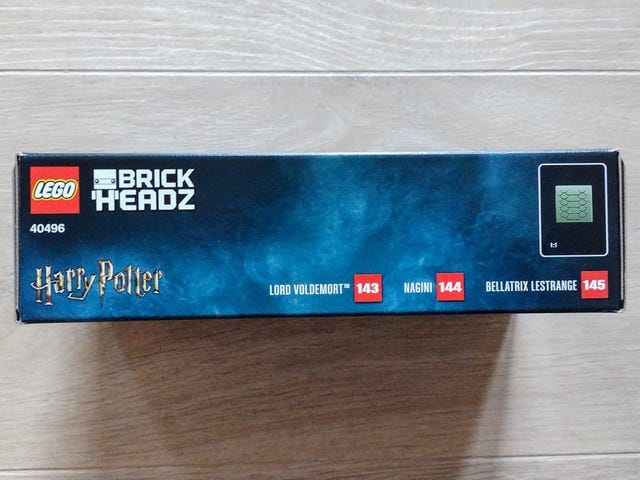 LEGO
BRICK
HEADZ
40496
Harry Potter
LORD VOLDEMORT™ 143
NAGINI 144
BELLATRIX LESTRANGE 145
1:1